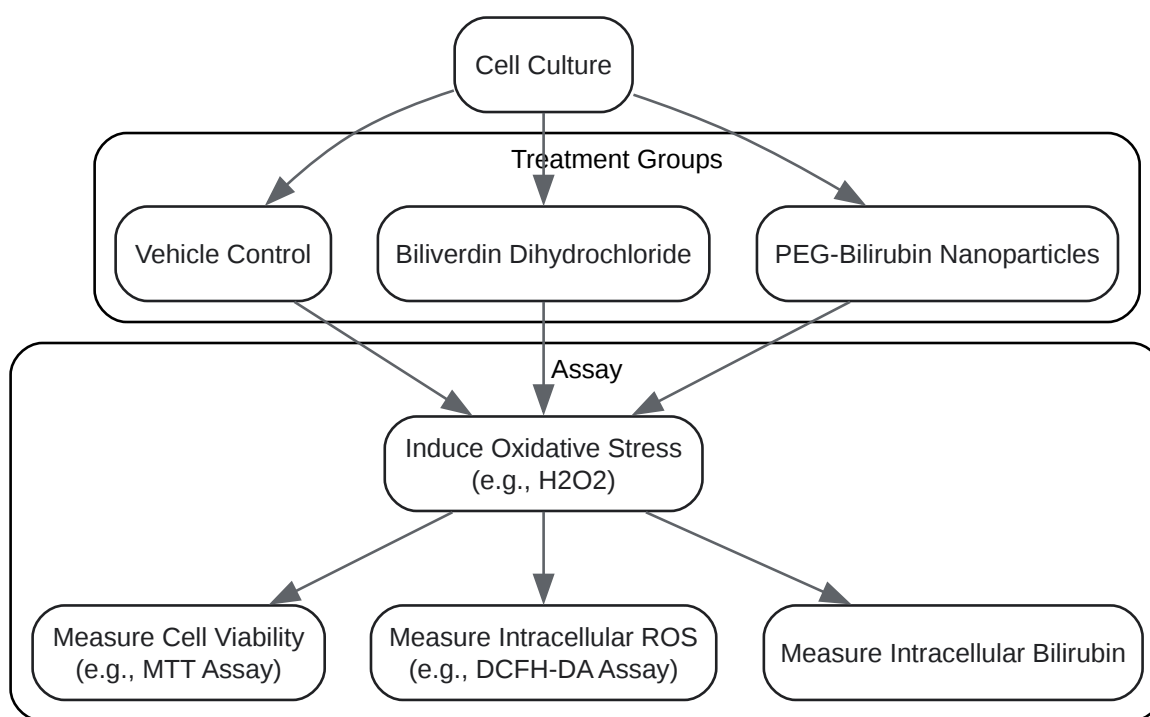 Cell Culture
Treatment Groups
Vehicle Control
Biliverdin Dihydrochloride
PEG-Bilirubin Nanoparticles
Assay
Induce Oxidative Stress
(e.g., H2O2)
Measure Cell Viability
(e.g., MTT Assay)
Measure Intracellular ROS
(e.g., DCFH-DA Assay)
Measure Intracellular Bilirubin